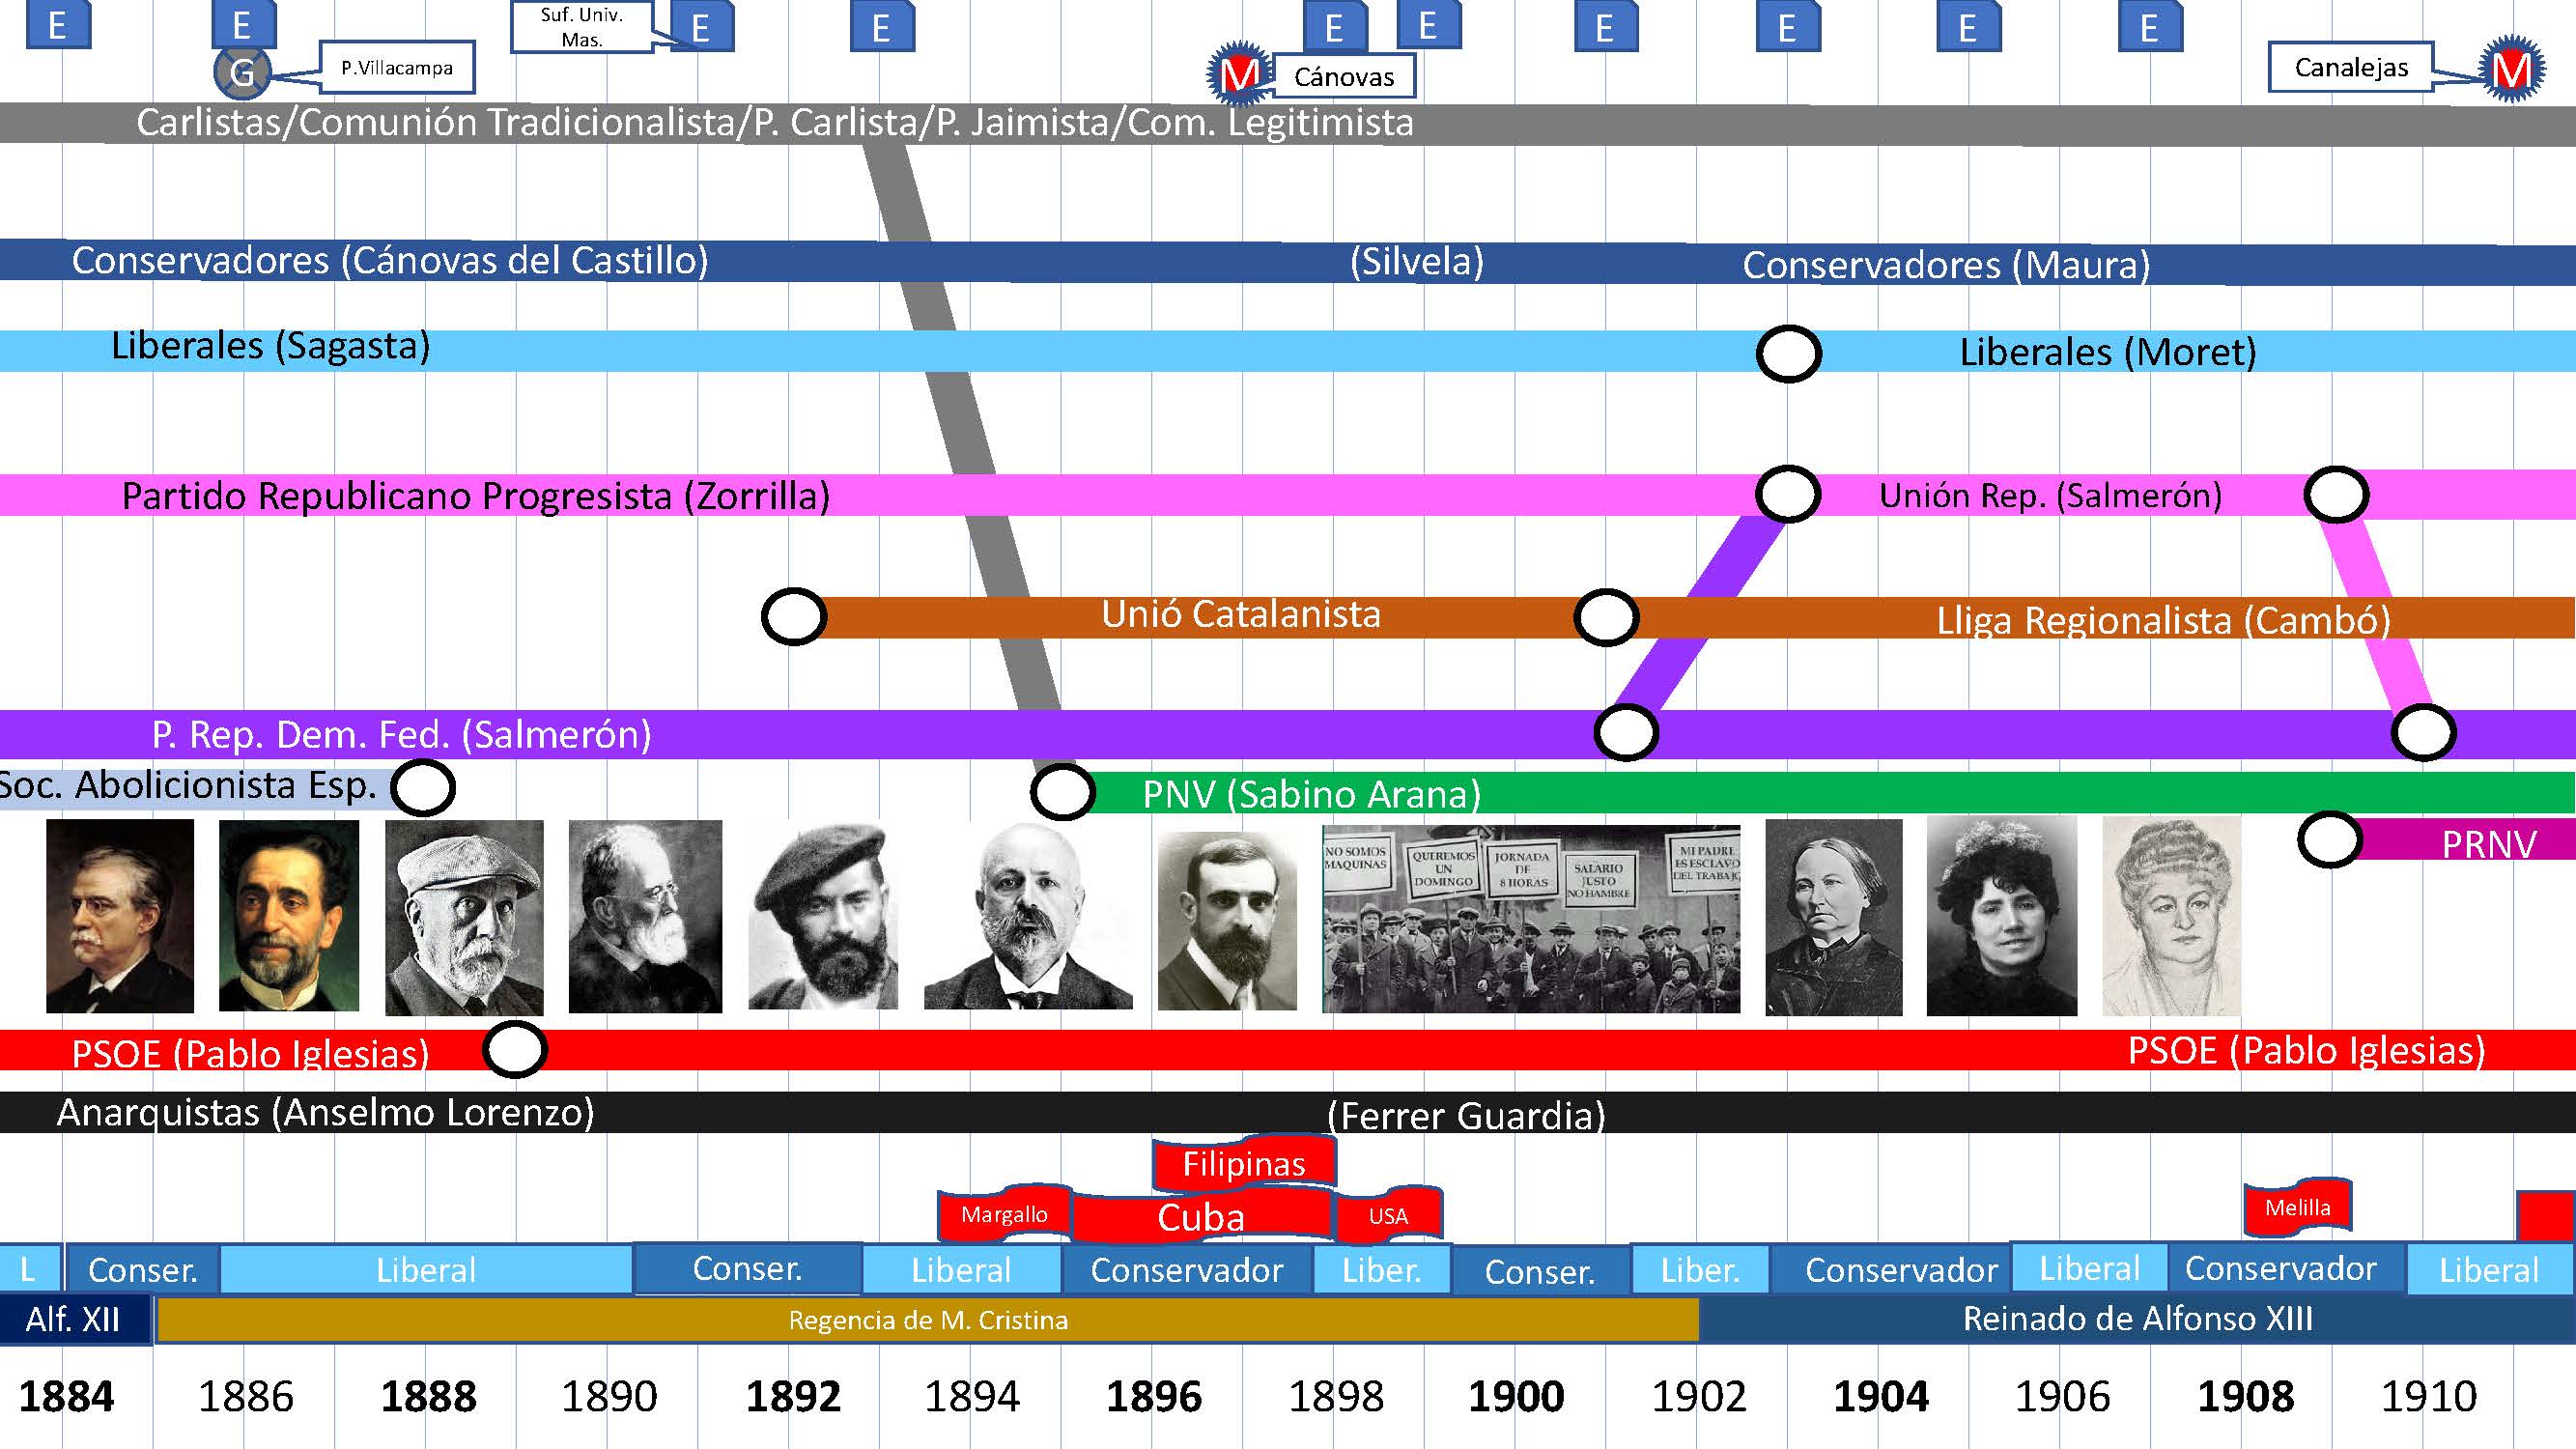 E E E E E E E E E E
Suf. Univ.
Mas.
G
P.Villacampa
M
Cánovas
Canalejas
M
Carlistas/Comunión Tradicionalista/P. Carlista/P. Jaimista/Com. Legitimista
Conservadores (Cánovas del Castillo) (Silvela) Conservadores (Maura)
Liberales (Sagasta) Liberales (Moret)
Partido Republicano Progresista (Zorrilla) Unión Rep. (Salmerón)
Unió Catalanista Lliga Regionalista (Cambó)
P. Rep. Dem. Fed. (Salmerón)
Soc. Abolicionista Esp.
PNV (Sabino Arana)
PRNV
NO SOMOS
MAQUINAS
QUEREMOS
UN
DOMINGO
JORNADA
DE
8 HORAS
SALARIO
JUSTO
NO HAMBRE
MI PADRE
ES ESCLAVO
DEL TRABAJO
PSOE (Pablo Iglesias) PSOE (Pablo Iglesias)
Anarquistas (Anselmo Lorenzo) (Ferrer Guardia)
Filipinas
Margallo Cuba USA Melilla
L Conser. Liberal Conser. Liberal Conservador Liber. Conser. Liber. Conservador Liberal Conservador Liberal
Alf. XII Regencia de M. Cristina Reinado de Alfonso XIII
1884 1886 1888 1890 1892 1894 1896 1898 1900 1902 1904 1906 1908 1910